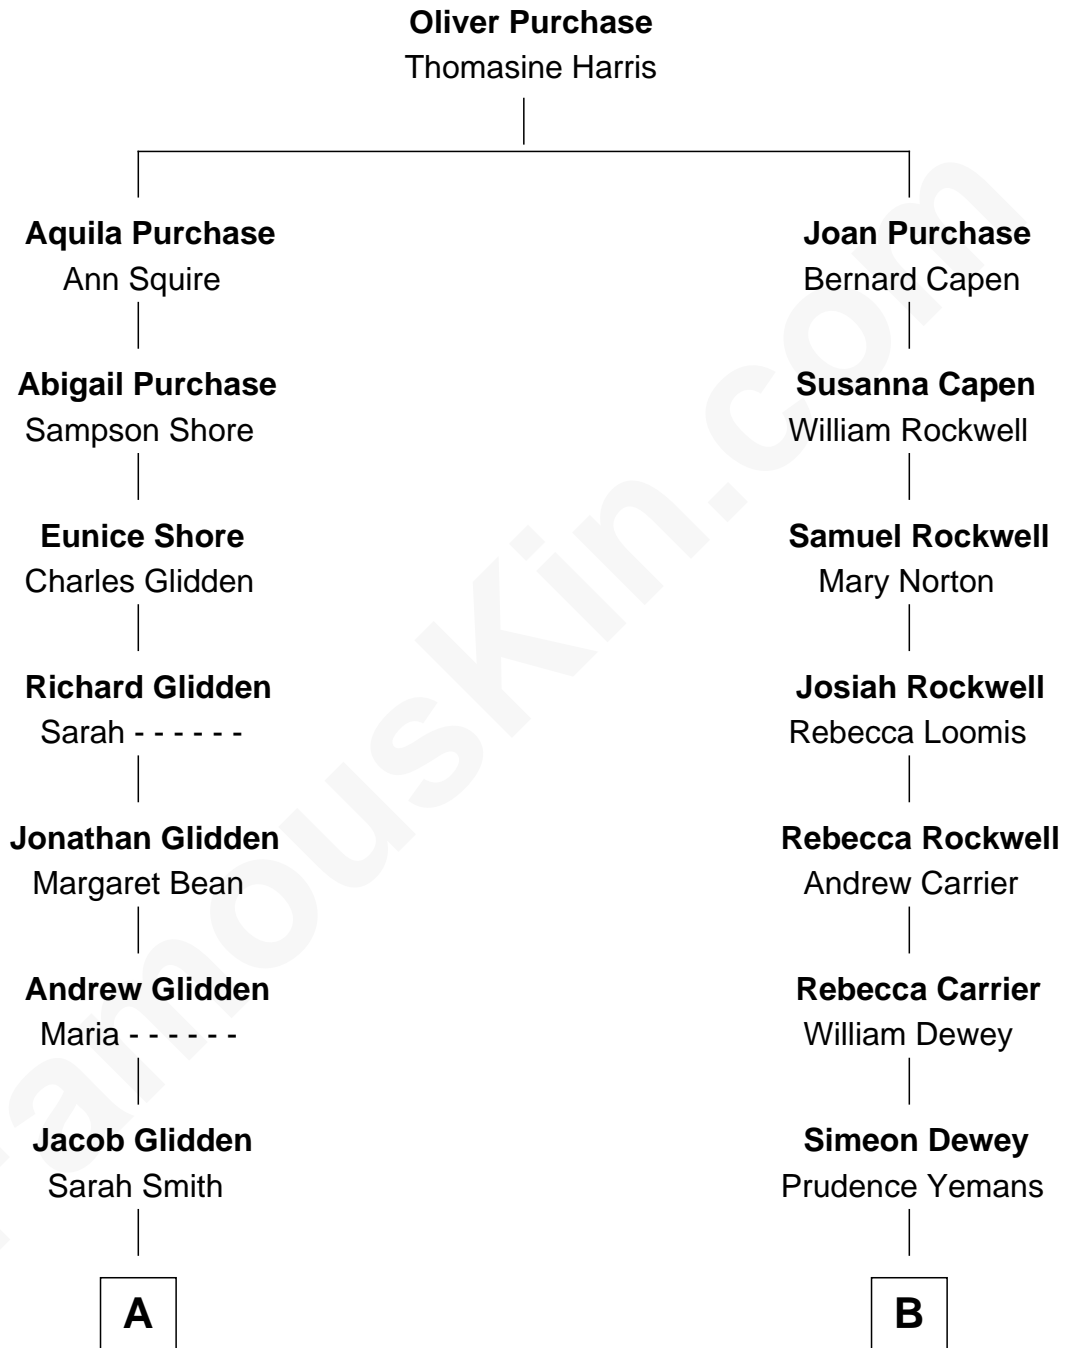 Oliver Purchase
Thomasine Harris
Aquila Purchase
Ann Squire
Abigail Purchase
Sampson Shore
Eunice Shore
Charles Glidden
Richard Glidden
Sarah - - - - - -
Jonathan Glidden
Margaret Bean
Andrew Glidden
Maria - - - - - -
Jacob Glidden
Sarah Smith
A
Joan Purchase
Bernard Capen
Susanna Capen
William Rockwell
Samuel Rockwell
Mary Norton
Josiah Rockwell
Rebecca Loomis
Rebecca Rockwell
Andrew Carrier
Rebecca Carrier
William Dewey
Simeon Dewey
Prudence Yemans
B
FamousKin.com